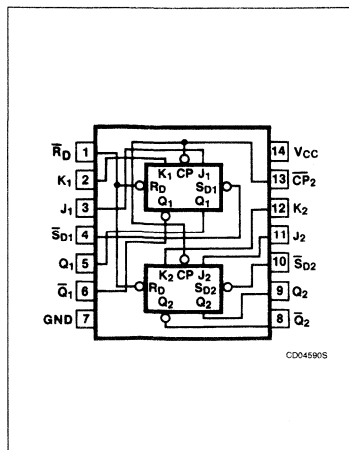 R̅D 1
K1 2
J1 3
S̅D1 4
Q1 5
Q̅1 6
GND 7
14 VCC
13 C̅P̅2
12 K2
11 J2
10 S̅D2
9 Q2
8 Q̅2
K1 CP J1
RD SD1
Q1 Q1
K2 CP J2
RD SD2
Q2 Q2
CD04590S